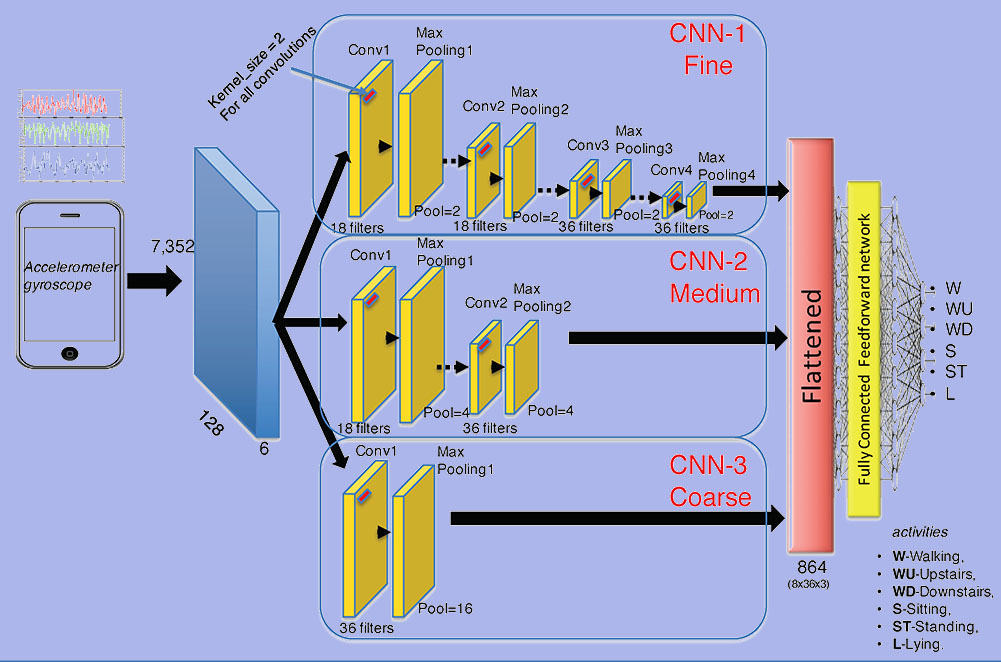 Kernel_size = 2
For all convolutions
Conv1
Max
Pooling1
CNN-1
Fine
Conv2
Max
Pooling2
Conv3
Max
Pooling3
Conv4
Max
Pooling4
Pool=2
Pool=2
Pool=2
Pool=2
18 filters
18 filters
36 filters
36 filters
Accelerometer
gyroscope
7,352
128
6
Conv1
Max
Pooling1
CNN-2
Medium
Conv2
Max
Pooling2
Pool=4
Pool=4
18 filters
36 filters
Conv1
Max
Pooling1
CNN-3
Coarse
Pool=16
36 filters
Flattened
864
(8x36x3)
Fully Connected Feedforward network
• W
• WU
• WD
• S
• ST
• L
activities
• W-Walking,
• WU-Upstairs,
• WD-Downstairs,
• S-Sitting,
• ST-Standing,
• L-Lying.